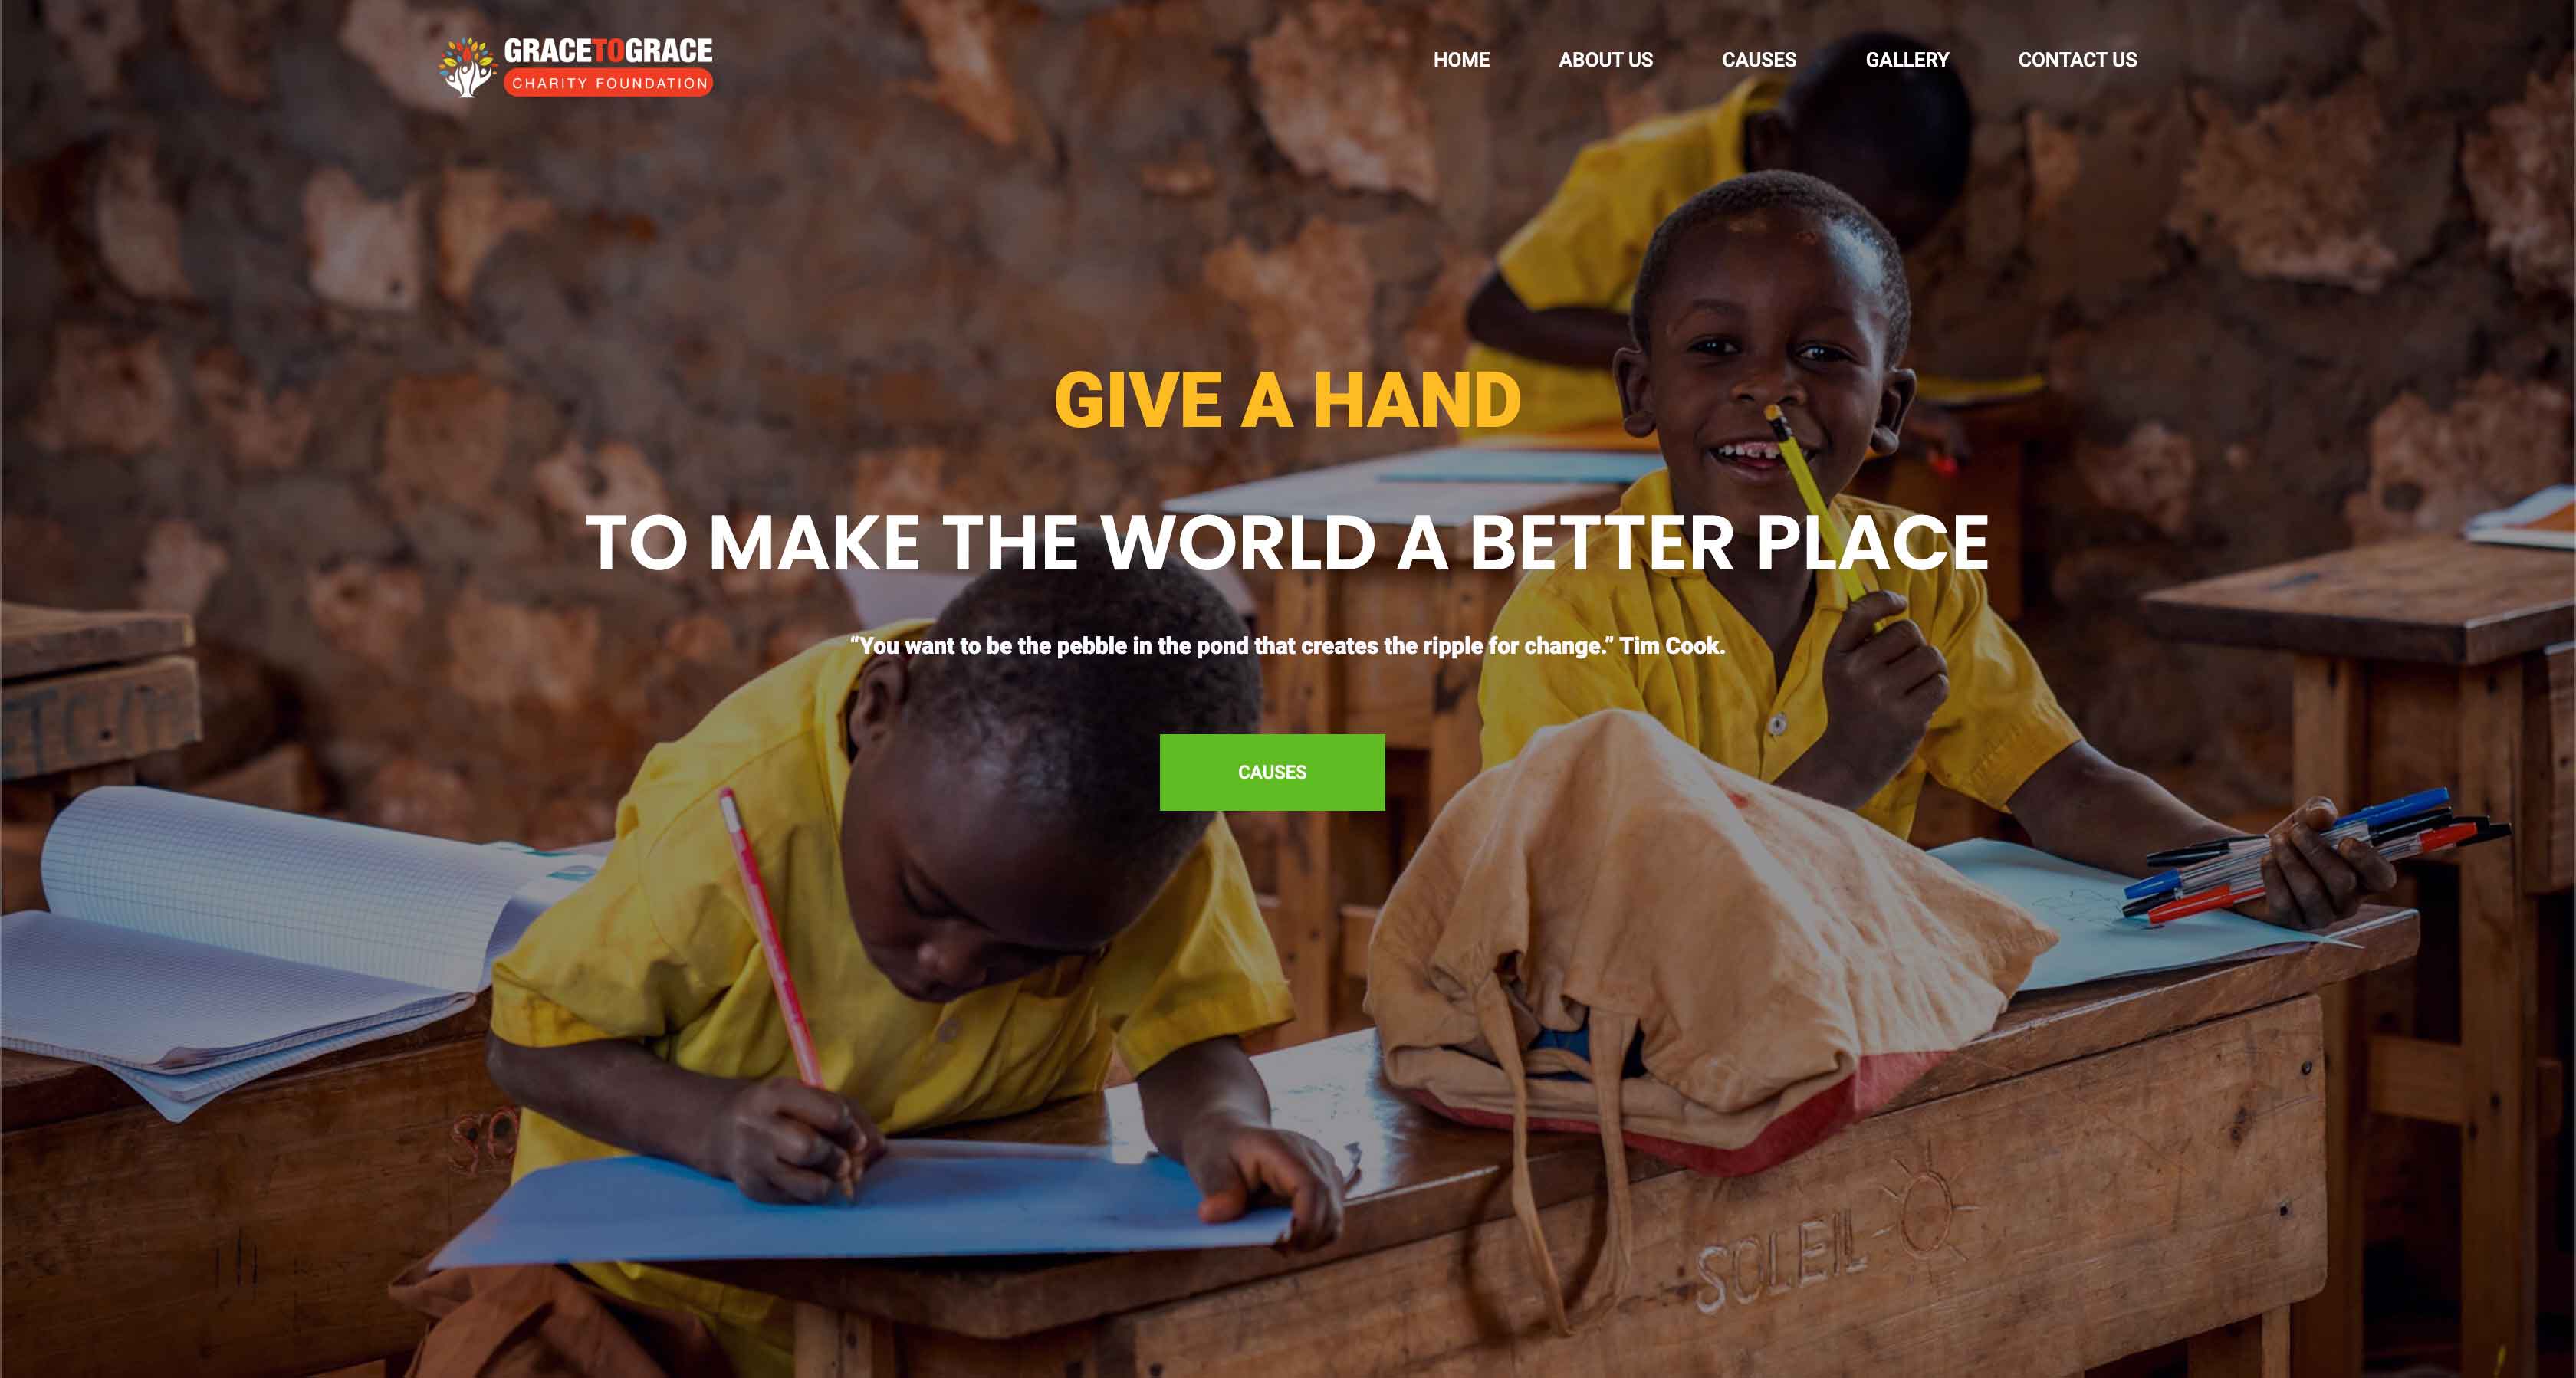 GRACETOGRACE
CHARITY FOUNDATION
HOME ABOUT US CAUSES GALLERY CONTACT US
GIVE A HAND
TO MAKE THE WORLD A BETTER PLACE
“You want to be the pebble in the pond that creates the ripple for change.” Tim Cook.
CAUSES
SOLEIL